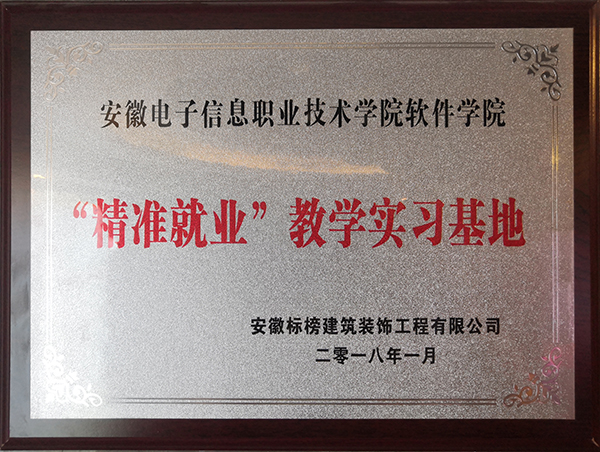 安徽电子信息职业技术学院软件学院
“精准就业”教学实习基地
安徽标榜建筑装饰工程有限公司
二零一八年一月